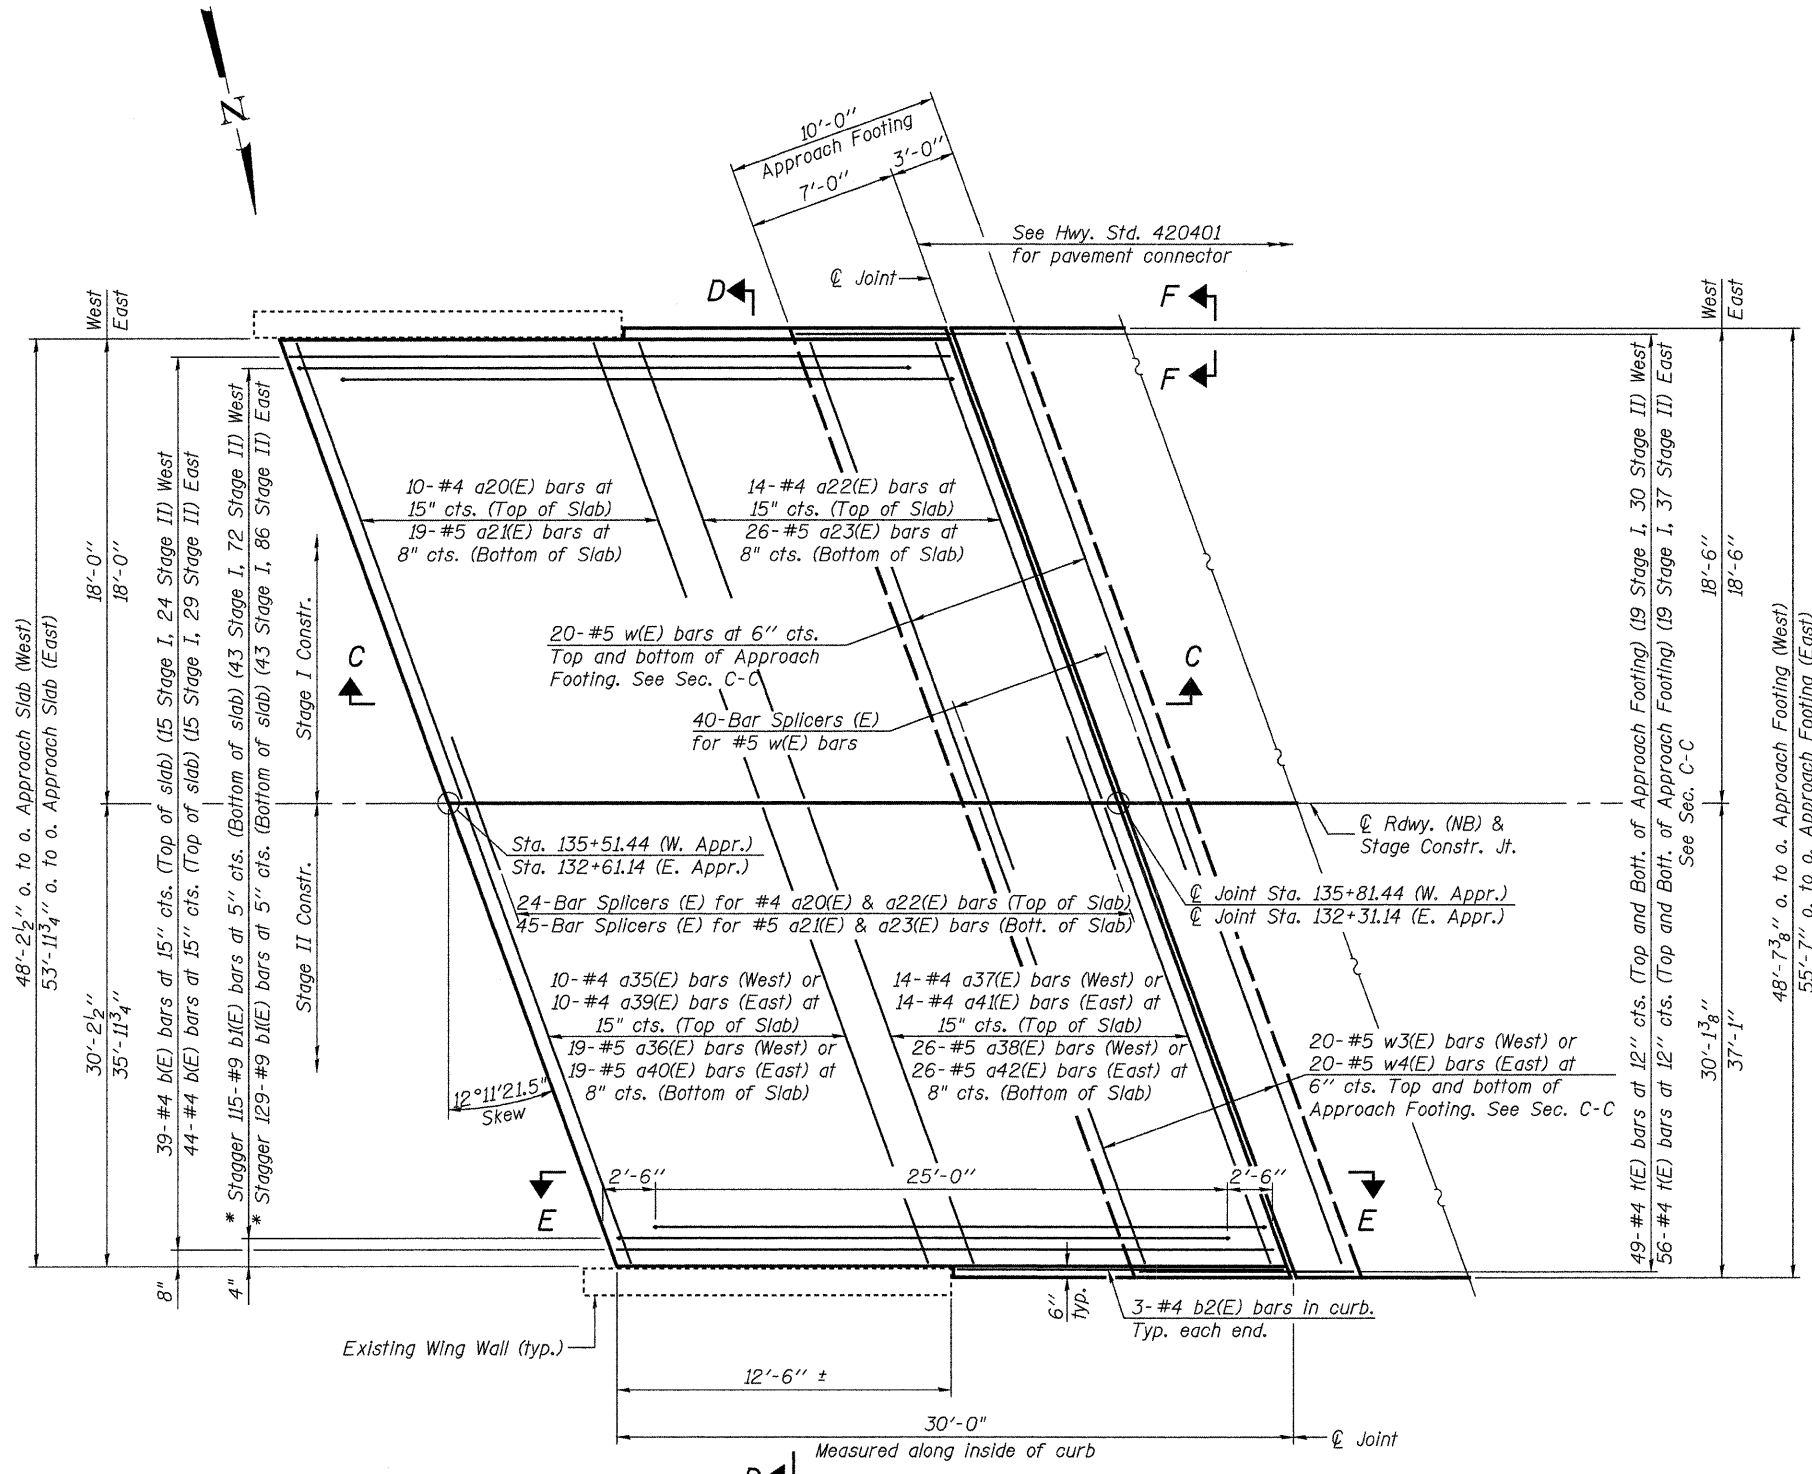 N
10'-0"
Approach Footing
7'-0"
3'-0"
See Hwy. Std. 420401
for pavement connector
℄ Joint
D
F
F
West
East
West
East
10-#4 a20(E) bars at
15" cts. (Top of Slab)
19-#5 a21(E) bars at
8" cts. (Bottom of Slab)
14-#4 a22(E) bars at
15" cts. (Top of Slab)
26-#5 a23(E) bars at
8" cts. (Bottom of Slab)
20-#5 w(E) bars at 6" cts.
Top and bottom of Approach
Footing. See Sec. C-C
40-Bar Splicers (E)
for #5 w(E) bars
C
C
48'-2½" o. to o. Approach Slab (West)
53'-11¾" o. to o. Approach Slab (East)
18'-0"
18'-0"
30'-2½"
35'-11¾"
39-#4 b(E) bars at 15" cts. (Top of slab) (15 Stage I, 24 Stage II) West
44-#4 b(E) bars at 15" cts. (Top of slab) (15 Stage I, 29 Stage II) East
* Stagger 115-#9 b1(E) bars at 5" cts. (Bottom of slab) (43 Stage I, 72 Stage II) West
* Stagger 129-#9 b1(E) bars at 5" cts. (Bottom of slab) (43 Stage I, 86 Stage II) East
Stage I Constr.
Stage II Constr.
Sta. 135+51.44 (W. Appr.)
Sta. 132+61.14 (E. Appr.)
℄ Rdwy. (NB) &
Stage Constr. Jt.
℄ Joint Sta. 135+81.44 (W. Appr.)
℄ Joint Sta. 132+31.14 (E. Appr.)
24-Bar Splicers (E) for #4 a20(E) & a22(E) bars (Top of Slab)
45-Bar Splicers (E) for #5 a21(E) & a23(E) bars (Bott. of Slab)
10-#4 a35(E) bars (West) or
10-#4 a39(E) bars (East) at
15" cts. (Top of Slab)
19-#5 a36(E) bars (West) or
19-#5 a40(E) bars (East) at
8" cts. (Bottom of Slab)
14-#4 a37(E) bars (West) or
14-#4 a41(E) bars (East) at
15" cts. (Top of Slab)
26-#5 a38(E) bars (West) or
26-#5 a42(E) bars (East) at
8" cts. (Bottom of Slab)
20-#5 w3(E) bars (West) or
20-#5 w4(E) bars (East) at
6" cts. Top and bottom of
Approach Footing. See Sec. C-C
12°11'21.5"
Skew
49-#4 t(E) bars at 12" cts. (Top and Bott. of Approach Footing) (19 Stage I, 30 Stage II) West
56-#4 t(E) bars at 12" cts. (Top and Bott. of Approach Footing) (19 Stage I, 37 Stage II) East
See Sec. C-C
18'-6"
18'-6"
30'-1⅜"
37'-1"
48'-7⅜" o. to o. Approach Footing (West)
55'-7" o. to o. Approach Footing (East)
2'-6"
25'-0"
2'-6"
E
E
8"
4"
6"
typ.
3-#4 b2(E) bars in curb.
Typ. each end.
Existing Wing Wall (typ.)
12'-6" ±
30'-0"
Measured along inside of curb
℄ Joint